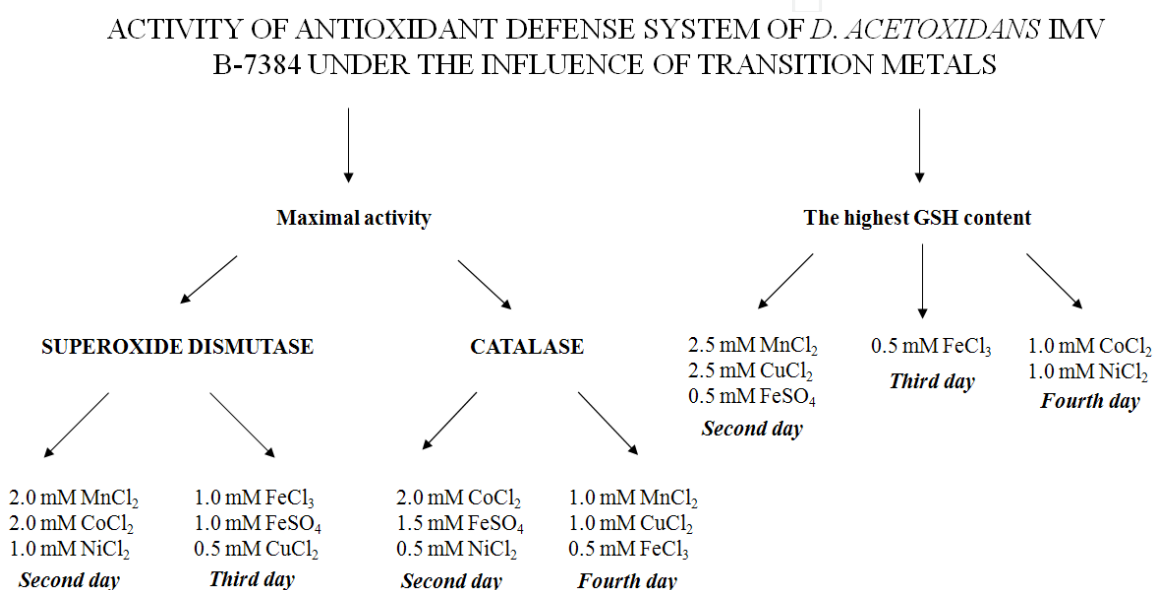 ACTIVITY OF ANTIOXIDANT DEFENSE SYSTEM OF D. ACETOXIDANS IMV
B-7384 UNDER THE INFLUENCE OF TRANSITION METALS
Maximal activity
The highest GSH content
SUPEROXIDE DISMUTASE
CATALASE
2.5 mM MnCl₂
2.5 mM CuCl₂
0.5 mM FeSO₄
Second day
0.5 mM FeCl₃
Third day
1.0 mM CoCl₂
1.0 mM NiCl₂
Fourth day
2.0 mM MnCl₂
2.0 mM CoCl₂
1.0 mM NiCl₂
Second day
1.0 mM FeCl₃
1.0 mM FeSO₄
0.5 mM CuCl₂
Third day
2.0 mM CoCl₂
1.5 mM FeSO₄
0.5 mM NiCl₂
Second day
1.0 mM MnCl₂
1.0 mM CuCl₂
0.5 mM FeCl₃
Fourth day